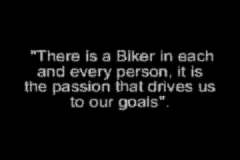 "There is a Biker in each
and every person, it is
the passion that drives us
to our goals".